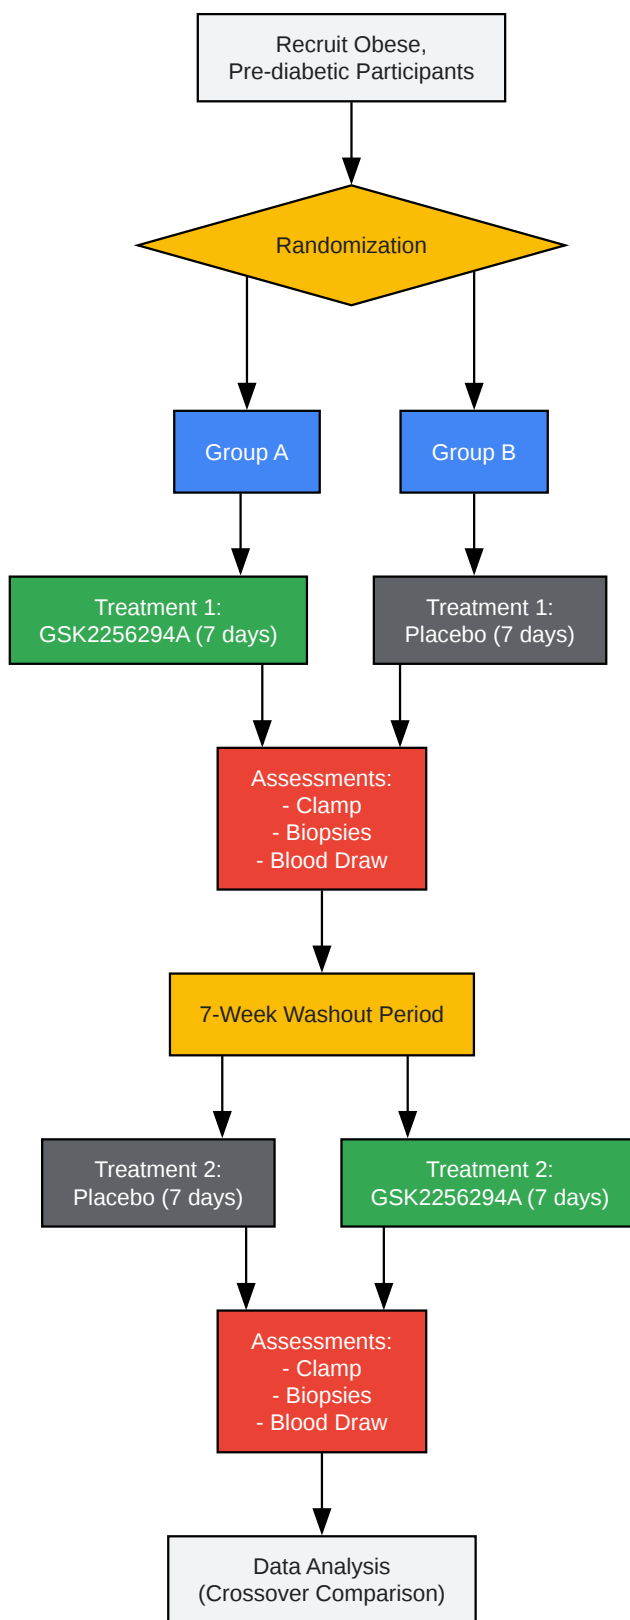 Recruit Obese,
Pre-diabetic Participants
Randomization
Group A
Group B
Treatment 1:
GSK2256294A (7 days)
Treatment 1:
Placebo (7 days)
Assessments:
- Clamp
- Biopsies
- Blood Draw
7-Week Washout Period
Treatment 2:
Placebo (7 days)
Treatment 2:
GSK2256294A (7 days)
Assessments:
- Clamp
- Biopsies
- Blood Draw
Data Analysis
(Crossover Comparison)